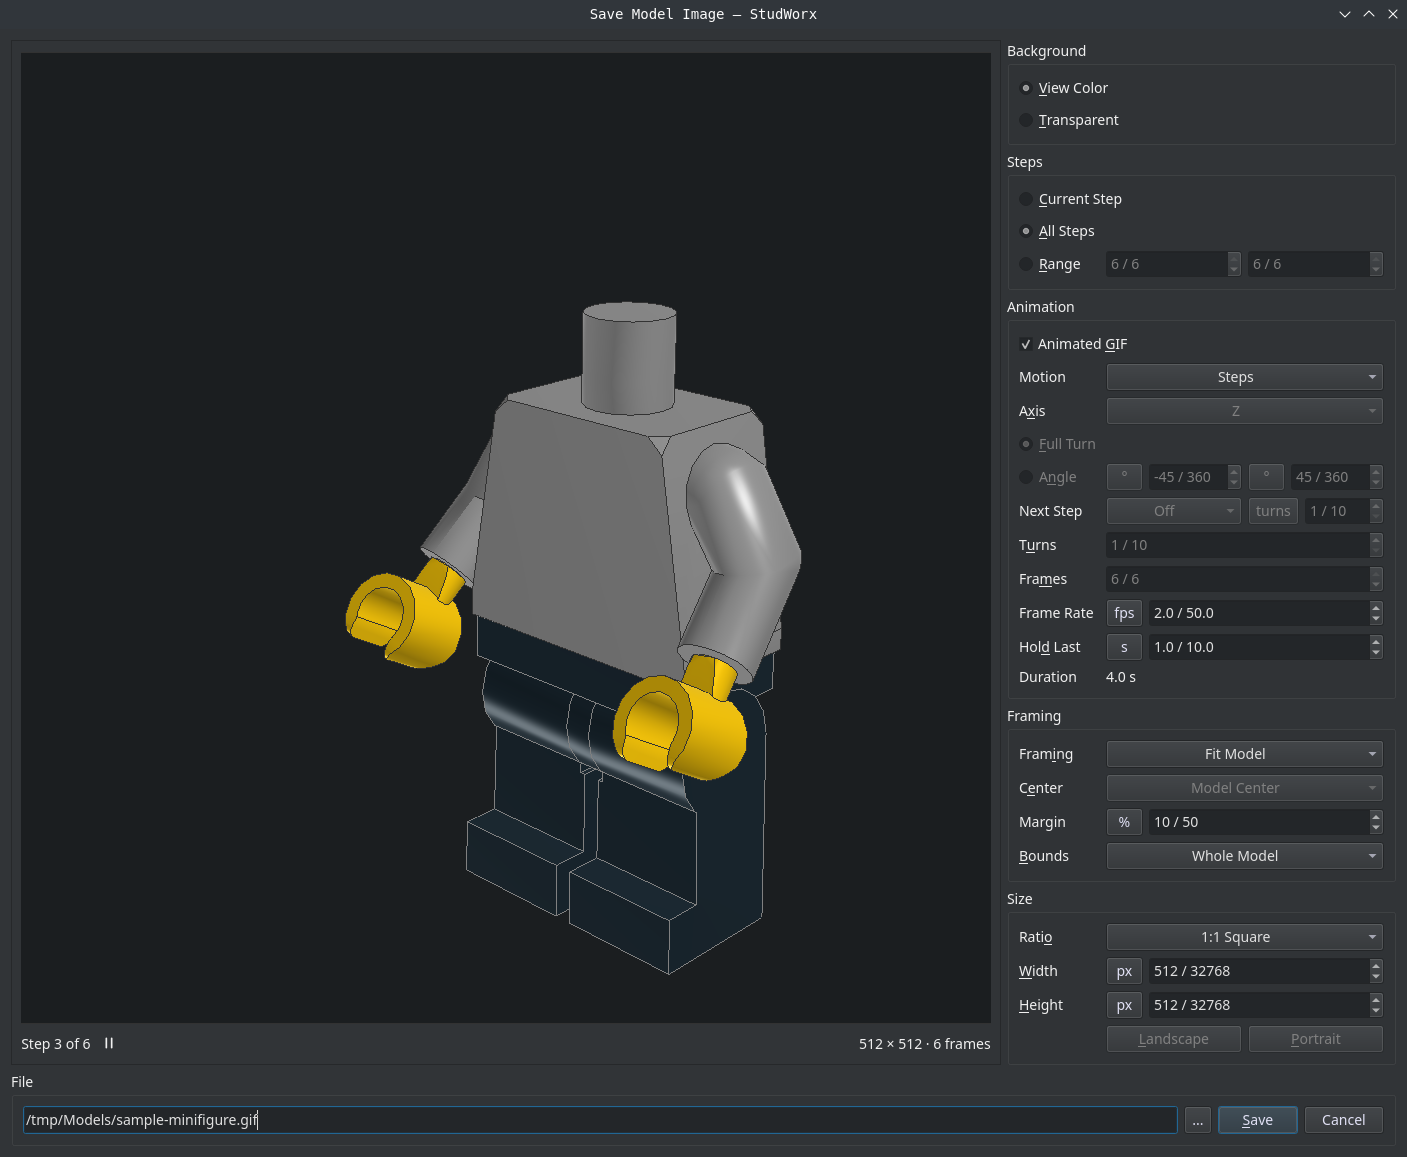 Save Model Image — StudWorx
Background
View Color
Transparent
Steps
Current Step
All Steps
Range 6 / 6 6 / 6
Animation
Animated GIF
Motion Steps
Axis Z
Full Turn
Angle ° -45 / 360 ° 45 / 360
Next Step Off turns 1 / 10
Turns 1 / 10
Frames 6 / 6
Frame Rate fps 2.0 / 50.0
Hold Last s 1.0 / 10.0
Duration 4.0 s
Framing
Framing Fit Model
Center Model Center
Margin % 10 / 50
Bounds Whole Model
Size
Ratio 1:1 Square
Width px 512 / 32768
Height px 512 / 32768
Landscape Portrait
Step 3 of 6 512 × 512 · 6 frames
File
/tmp/Models/sample-minifigure.gif ... Save Cancel